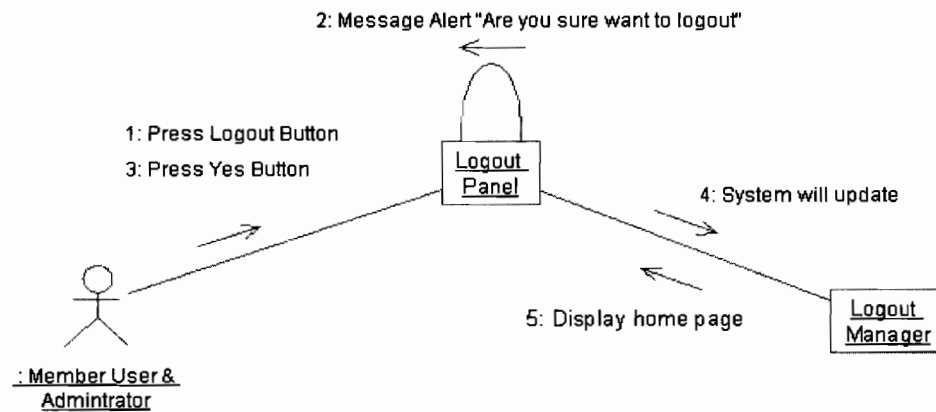 2: Message Alert "Are you sure want to logout"
1: Press Logout Button
3: Press Yes Button
Logout
Panel
4: System will update
5: Display home page
Logout
Manager
: Member User &
Admintrator